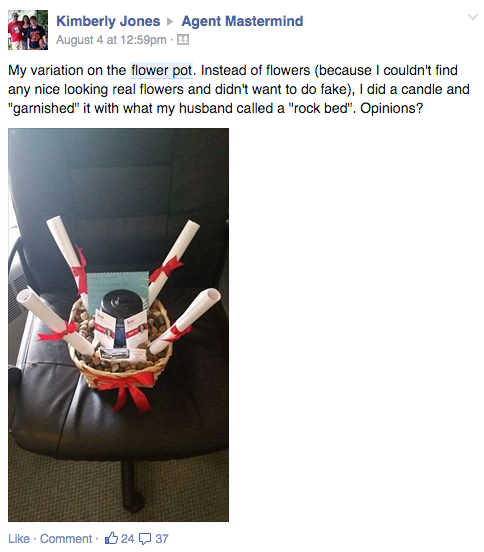 Kimberly Jones ▸ Agent Mastermind
August 4 at 12:59pm ·
My variation on the flower pot. Instead of flowers (because I couldn't find
any nice looking real flowers and didn't want to do fake), I did a candle and
"garnished" it with what my husband called a "rock bed". Opinions?
kw
kw
Like · Comment · 24 37